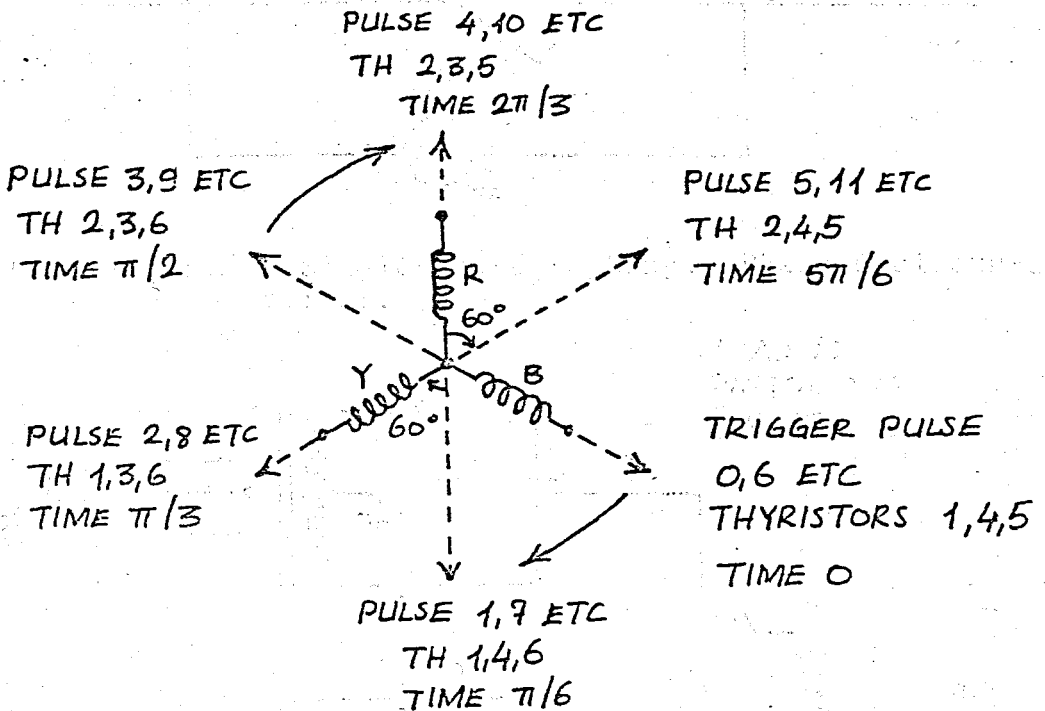 PULSE 4,10 ETC
TH 2,3,5
TIME 2π/3
PULSE 3,9 ETC
TH 2,3,6
TIME π/2
PULSE 5,11 ETC
TH 2,4,5
TIME 5π/6
R
60°
Y
B
60°
PULSE 2,8 ETC
TH 1,3,6
TIME π/3
TRIGGER PULSE
0,6 ETC
THYRISTORS 1,4,5
TIME 0
PULSE 1,7 ETC
TH 1,4,6
TIME π/6